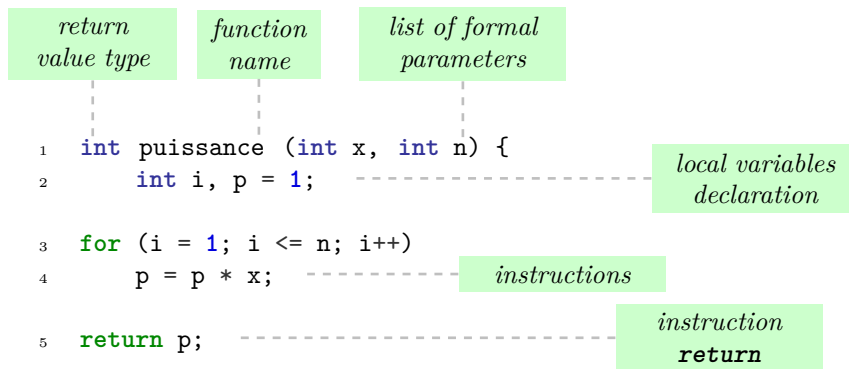 return
value type
function
name
list of formal
parameters
1 int puissance (int x, int n) {
2 int i, p = 1;
local variables
declaration
3 for (i = 1; i <= n; i++)
4 p = p * x;
instructions
5 return p;
instruction
return